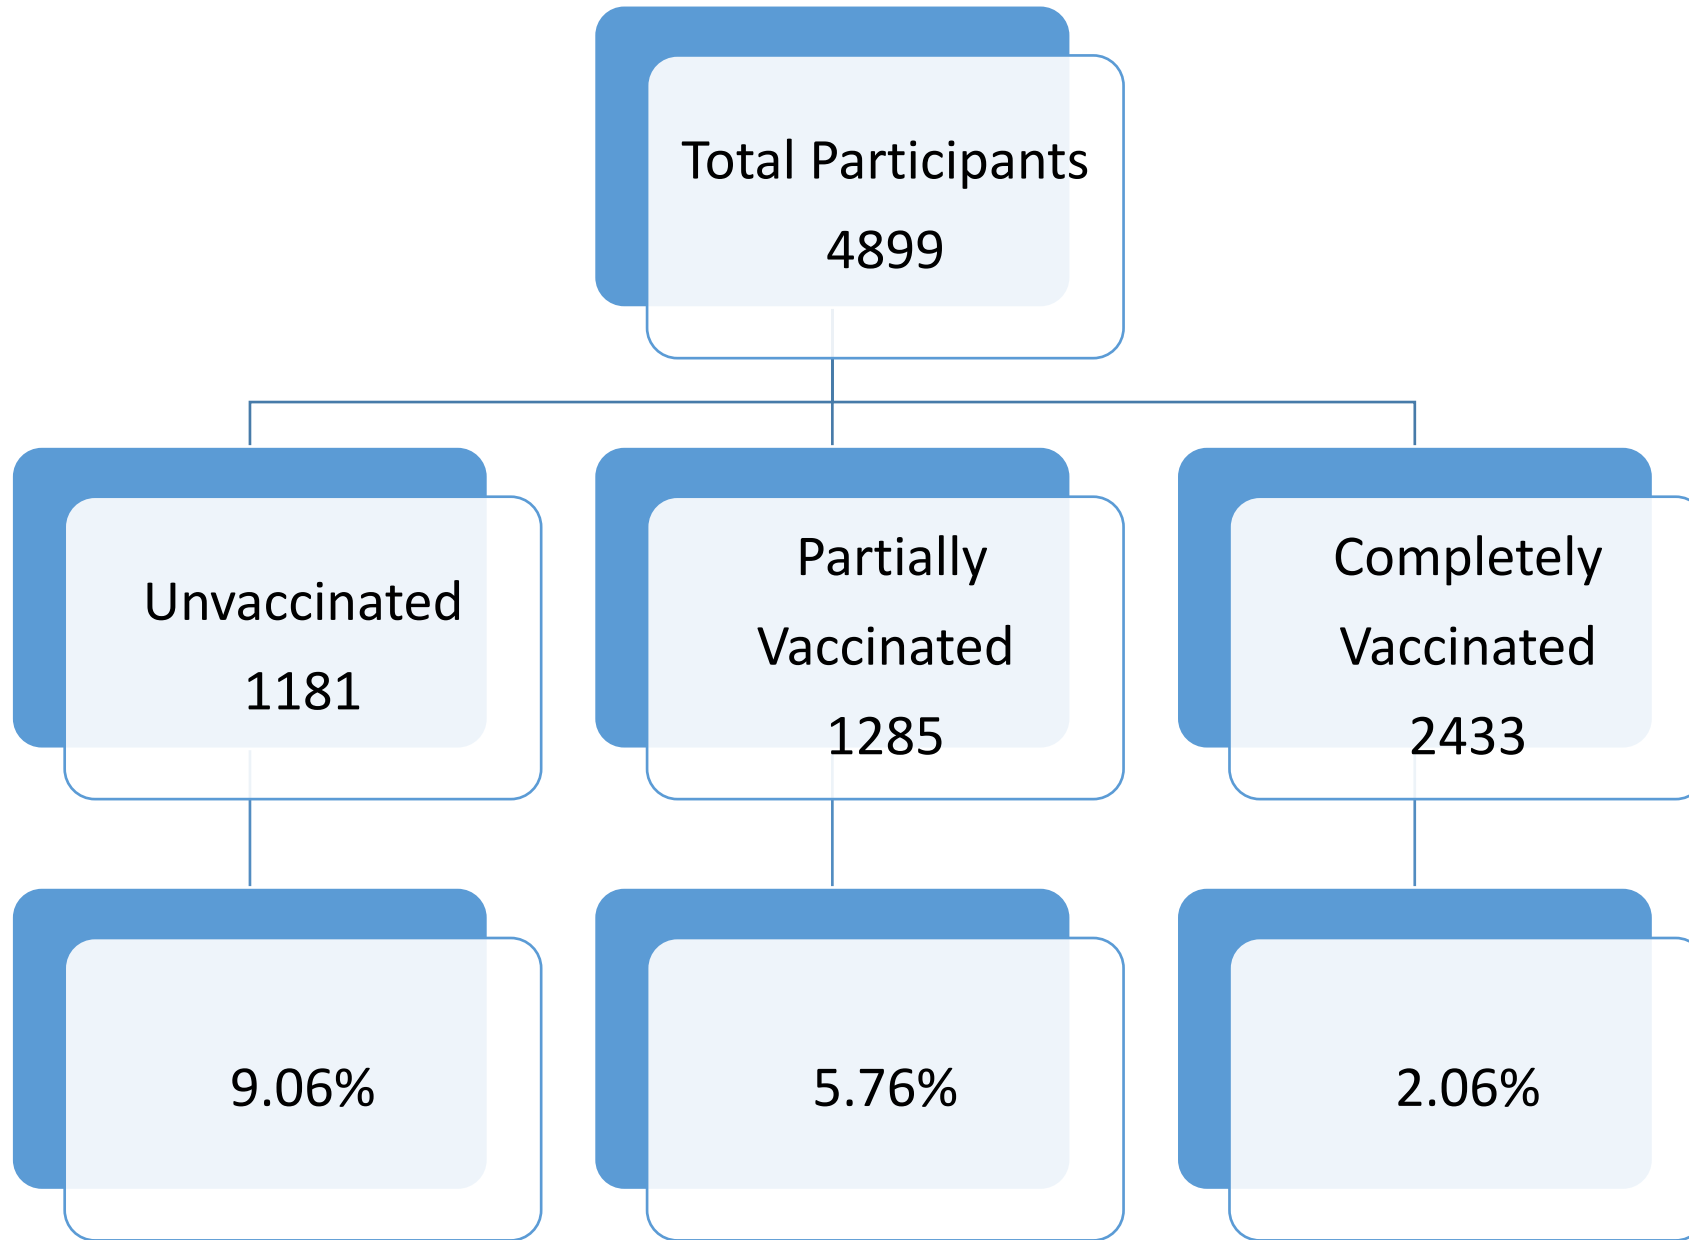 Total Participants
4899
Unvaccinated
1181
Partially
Vaccinated
1285
Completely
Vaccinated
2433
9.06%
5.76%
2.06%